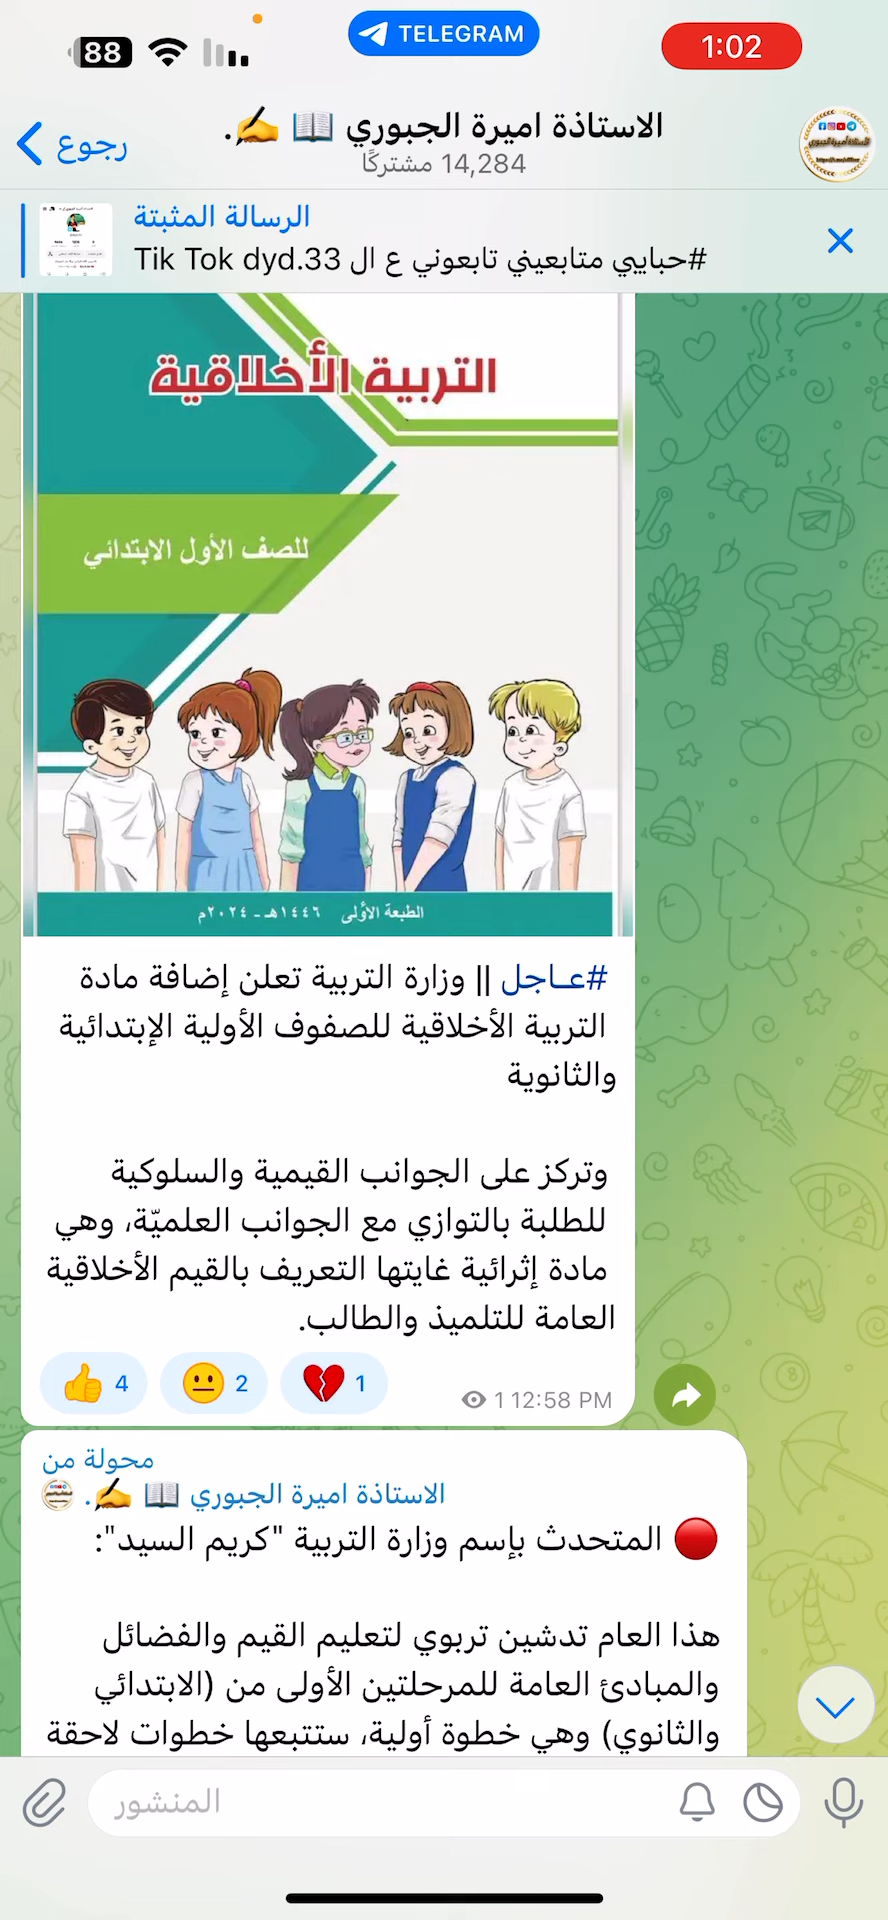 88
TELEGRAM
1:02
رجوع
الاستاذة اميرة الجبوري 📖 ✍️.
14,284 مشتركًا
الرسالة المثبتة
#حبايبي متابعيني تابعوني ع ال Tik Tok dyd.33
التربية الأخلاقية
للصف الأول الابتدائي
الطبعة الأولى ١٤٤٦هـ - ٢٠٢٤م
#عـاجل || وزارة التربية تعلن إضافة مادة
التربية الأخلاقية للصفوف الأولية الإبتدائية
والثانوية
وتركز على الجوانب القيمية والسلوكية
للطلبة بالتوازي مع الجوانب العلميّة، وهي
مادة إثرائية غايتها التعريف بالقيم الأخلاقية
العامة للتلميذ والطالب.
👍 4 😐 2 💔 1
1 12:58 PM
محولة من
الاستاذة اميرة الجبوري 📖 ✍️.
🔴 المتحدث بإسم وزارة التربية "كريم السيد":
هذا العام تدشين تربوي لتعليم القيم والفضائل
والمبادئ العامة للمرحلتين الأولى من (الابتدائي
والثانوي) وهي خطوة أولية، ستتبعها خطوات لاحقة
المنشور